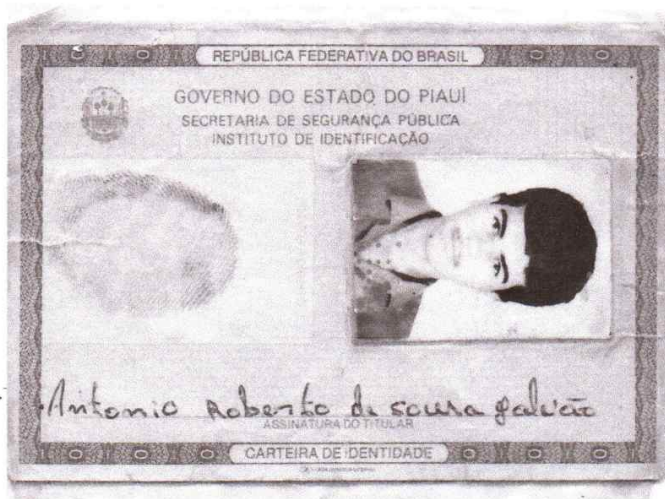 REPÚBLICA FEDERATIVA DO BRASIL
GOVERNO DO ESTADO DO PIAUÍ
SECRETARIA DE SEGURANÇA PÚBLICA
INSTITUTO DE IDENTIFICAÇÃO
Antonio Roberto de sousa galvão
ASSINATURA DO TITULAR
CARTEIRA DE IDENTIDADE